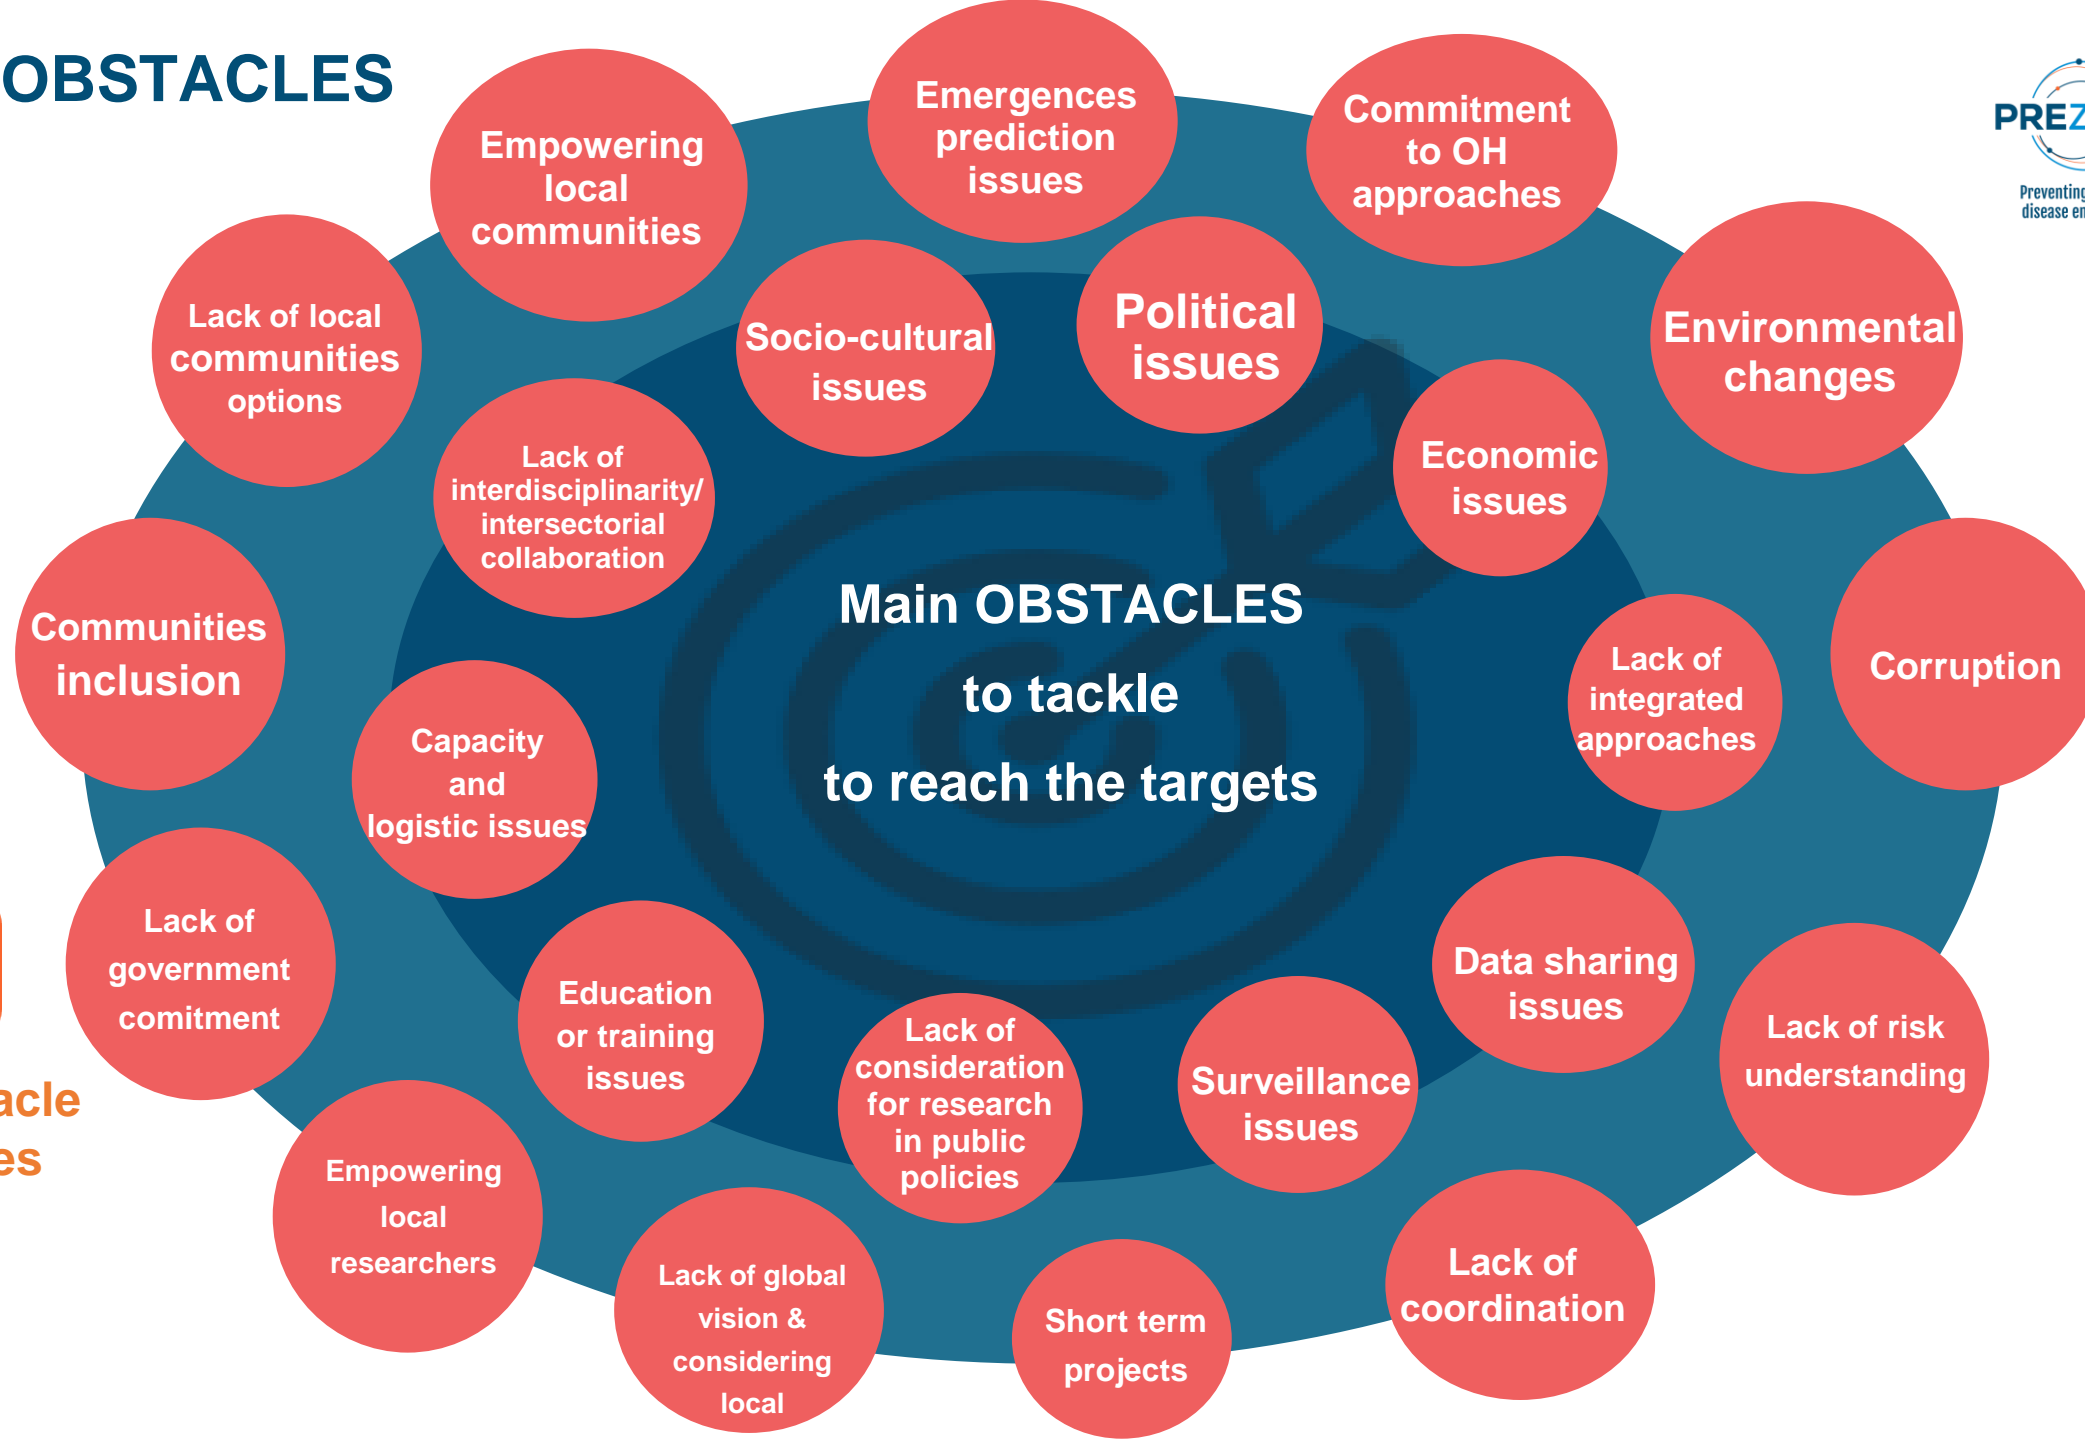 OBSTACLES
Empowering
local
communities
Emergences
prediction
issues
Commitment
to OH
approaches
Preventing
Lack of local
communities
options
Socio-cultural
issues
Political
issues
Environmental
changes
Lack of
interdisciplinarity/
intersectorial
collaboration
Economic
issues
Communities
inclusion
Main OBSTACLES
to tackle
to reach the targets
Lack of
integrated
approaches
Corruption
Capacity
and
logistic issues
Lack of
government
comitment
Education
or training
issues
Lack of
consideration
for research
in public
policies
Surveillance
issues
Data sharing
issues
Lack of risk
understanding
Empowering
local
researchers
Lack of global
vision &
considering
local
Short term
projects
Lack of
coordination
disease